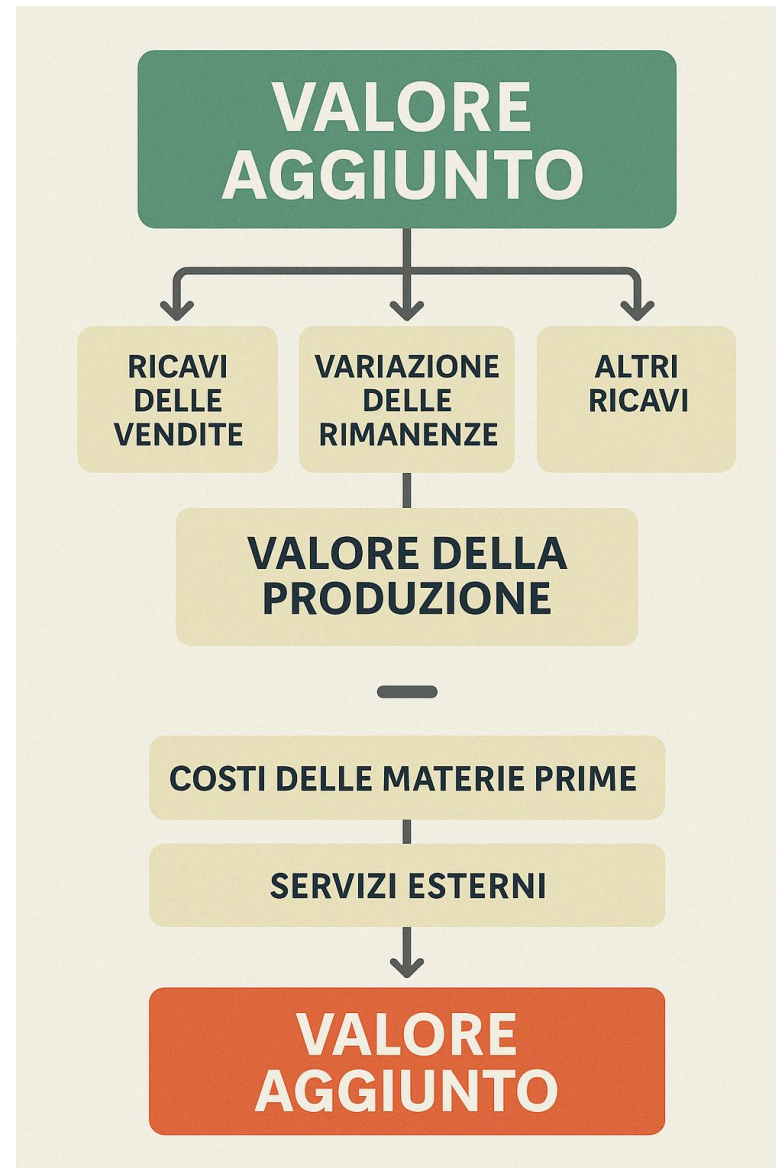 VALORE
AGGIUNTO
RICAVI
DELLE
VENDITE
VARIAZIONE
DELLE
RIMANENZE
ALTRI
RICAVI
VALORE DELLA
PRODUZIONE
COSTI DELLE MATERIE PRIME
SERVIZI ESTERNI
VALORE
AGGIUNTO